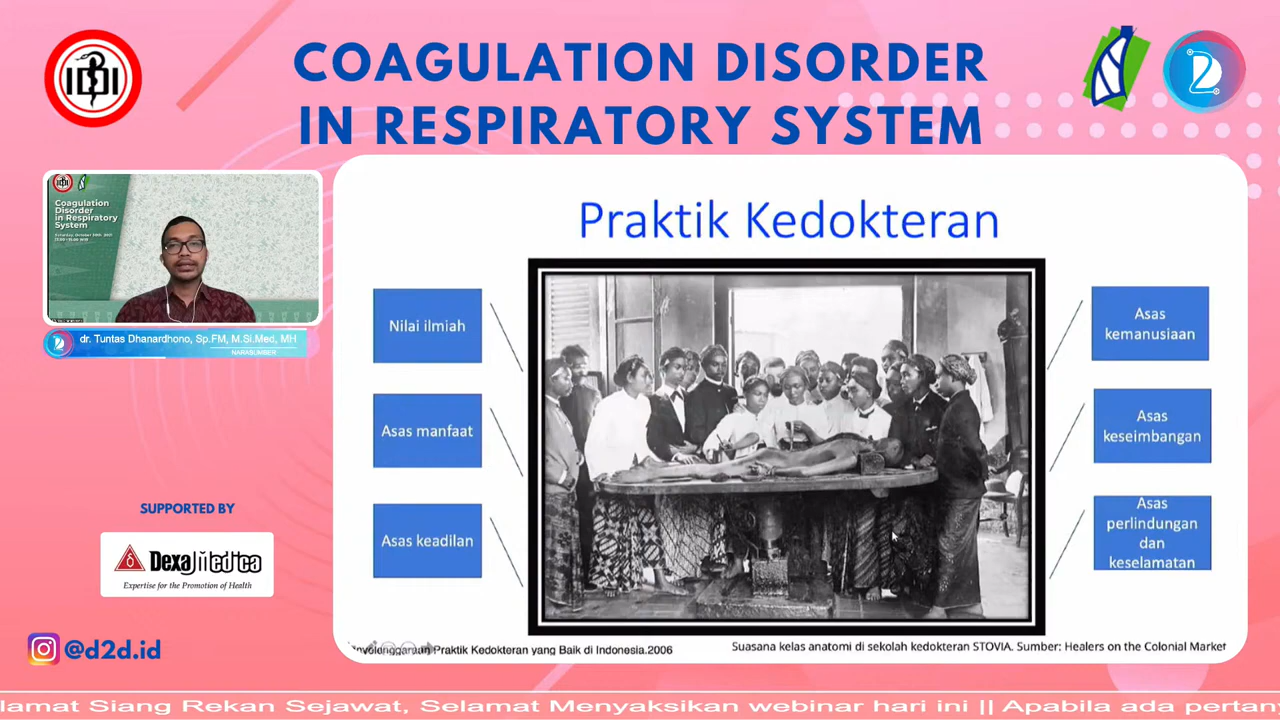 COAGULATION DISORDER
IN RESPIRATORY SYSTEM
IDI
D
IDI
Coagulation
Disorder
in Respiratory
System
dr. Tuntas Dhanardhono, Sp.FM, M.Si.Med, MH
NARASUMBER
Praktik Kedokteran
Nilai ilmiah
Asas manfaat
Asas keadilan
Asas
kemanusiaan
Asas
keseimbangan
Asas
perlindungan
dan
keselamatan
Praktik Kedokteran yang Baik di Indonesia.2006
Suasana kelas anatomi di sekolah kedokteran STOVIA. Sumber: Healers on the Colonial Market
SUPPORTED BY
Dexa Medica
Expertise for the Promotion of Health
@d2d.id
lamat Siang Rekan Sejawat, Selamat Menyaksikan webinar hari ini || Apabila ada pertany